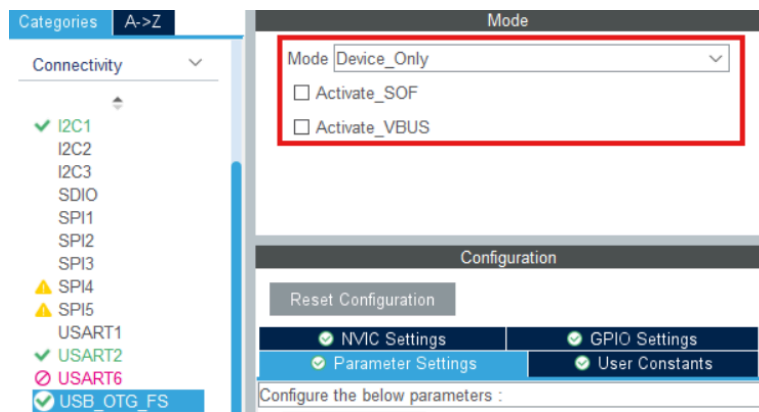 Categories A->Z
Connectivity
I2C1
I2C2
I2C3
SDIO
SPI1
SPI2
SPI3
SPI4
SPI5
USART1
USART2
USART6
USB_OTG_FS
Mode
Mode Device_Only
Activate_SOF
Activate_VBUS
Configuration
Reset Configuration
NVIC Settings GPIO Settings
Parameter Settings User Constants
Configure the below parameters :